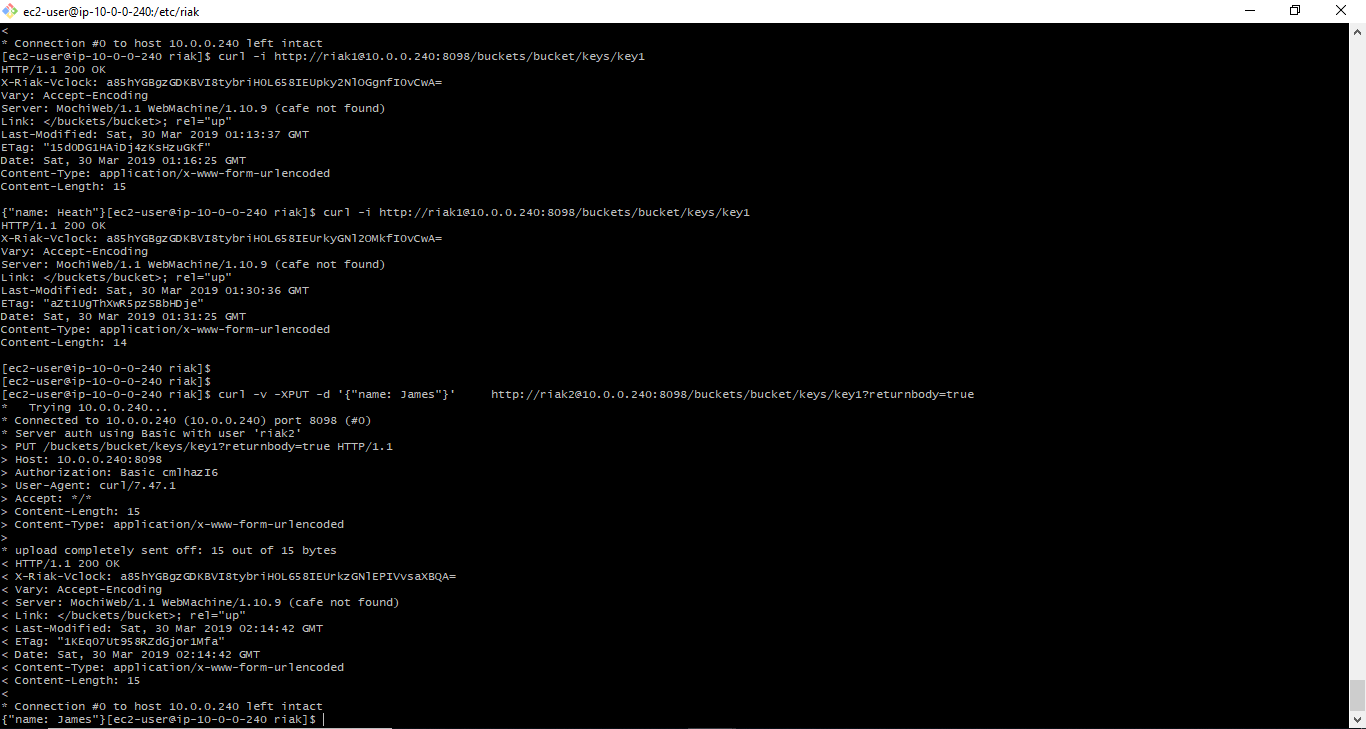 ec2-user@ip-10-0-0-240:/etc/riak
<
* Connection #0 to host 10.0.0.240 left intact
[ec2-user@ip-10-0-0-240 riak]$ curl -i http://riak1@10.0.0.240:8098/buckets/bucket/keys/key1
HTTP/1.1 200 OK
X-Riak-Vclock: a85hYGBgzGDKBVI8tybriH0L658IEUpky2NlOGgnfI0vCwA=
Vary: Accept-Encoding
Server: MochiWeb/1.1 WebMachine/1.10.9 (cafe not found)
Link: </buckets/bucket>; rel="up"
Last-Modified: Sat, 30 Mar 2019 01:13:37 GMT
ETag: "15dODG1HAiDj4zKsHzuGKf"
Date: Sat, 30 Mar 2019 01:16:25 GMT
Content-Type: application/x-www-form-urlencoded
Content-Length: 15
{"name: Heath"}[ec2-user@ip-10-0-0-240 riak]$ curl -i http://riak1@10.0.0.240:8098/buckets/bucket/keys/key1
HTTP/1.1 200 OK
X-Riak-Vclock: a85hYGBgzGDKBVI8tybriH0L658IEUrkyGNl2OMkfI0vCwA=
Vary: Accept-Encoding
Server: MochiWeb/1.1 WebMachine/1.10.9 (cafe not found)
Link: </buckets/bucket>; rel="up"
Last-Modified: Sat, 30 Mar 2019 01:30:36 GMT
ETag: "aZt1UgThXwR5pzSBbHDje"
Date: Sat, 30 Mar 2019 01:31:25 GMT
Content-Type: application/x-www-form-urlencoded
Content-Length: 14
[ec2-user@ip-10-0-0-240 riak]$
[ec2-user@ip-10-0-0-240 riak]$
[ec2-user@ip-10-0-0-240 riak]$ curl -v -XPUT -d '{"name: James"}'     http://riak2@10.0.0.240:8098/buckets/bucket/keys/key1?returnbody=true
*   Trying 10.0.0.240...
* Connected to 10.0.0.240 (10.0.0.240) port 8098 (#0)
* Server auth using Basic with user 'riak2'
> PUT /buckets/bucket/keys/key1?returnbody=true HTTP/1.1
> Host: 10.0.0.240:8098
> Authorization: Basic cmlhazI6
> User-Agent: curl/7.47.1
> Accept: */*
> Content-Length: 15
> Content-Type: application/x-www-form-urlencoded
>
* upload completely sent off: 15 out of 15 bytes
< HTTP/1.1 200 OK
< X-Riak-Vclock: a85hYGBgzGDKBVI8tybriH0L658IEUrkzGNlEPIVvsaXBQA=
< Vary: Accept-Encoding
< Server: MochiWeb/1.1 WebMachine/1.10.9 (cafe not found)
< Link: </buckets/bucket>; rel="up"
< Last-Modified: Sat, 30 Mar 2019 02:14:42 GMT
< ETag: "1KEqO7Ut958RZdGjor1Mfa"
< Date: Sat, 30 Mar 2019 02:14:42 GMT
< Content-Type: application/x-www-form-urlencoded
< Content-Length: 15
<
* Connection #0 to host 10.0.0.240 left intact
{"name: James"}[ec2-user@ip-10-0-0-240 riak]$